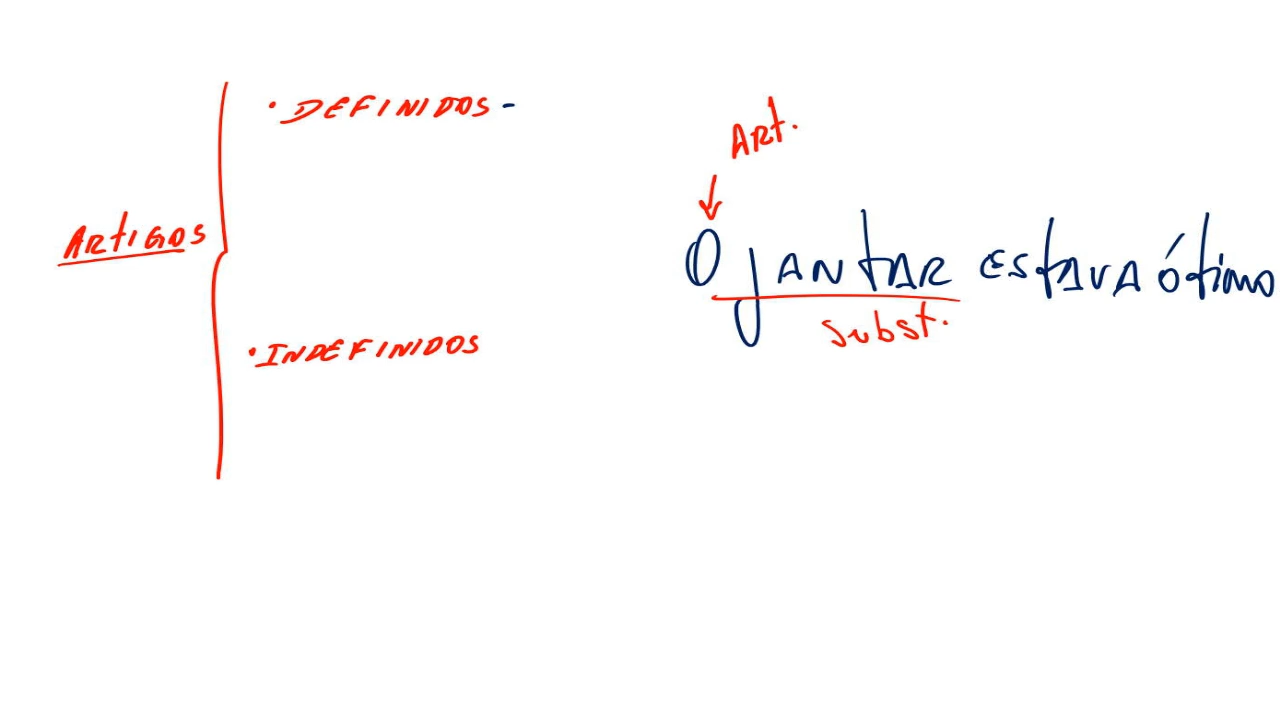 • DEFINIDOS -
ARTIGOS
• INDEFINIDOS
Art.
O jantar estava ótimo
subst.